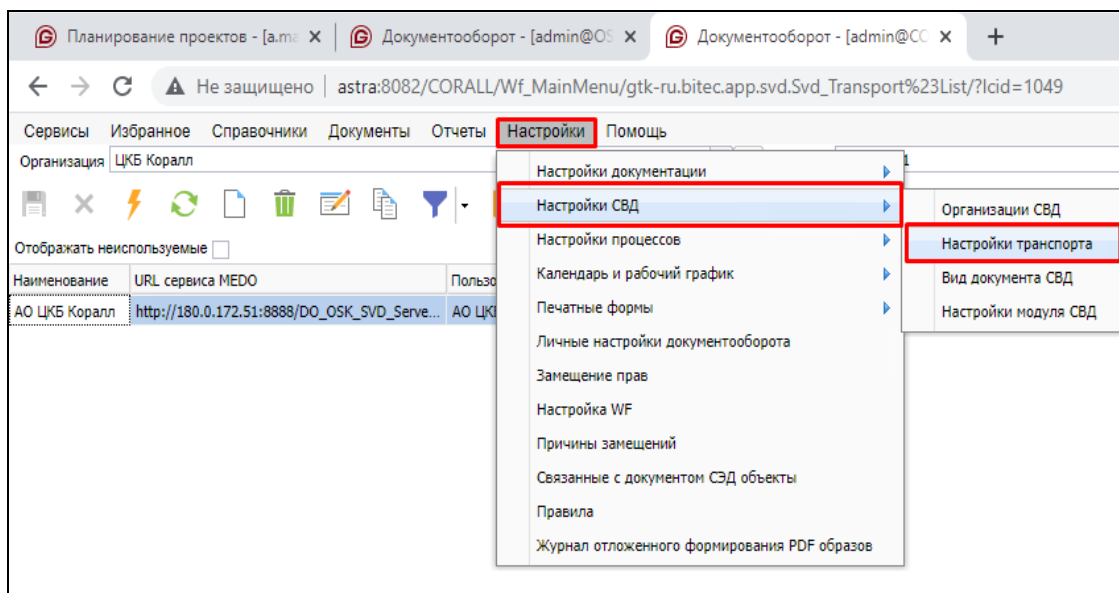 Планирование проектов - [a.ma
Документооборот - [admin@OS
Документооборот - [admin@CC
Не защищено | astra:8082/CORALL/Wf_MainMenu/gtk-ru.bitec.app.svd.Svd_Transport%23List/?lcid=1049
Сервисы Избранное Справочники Документы Отчеты Настройки Помощь
Организация ЦКБ Коралл
Отображать неиспользуемые
Наименование URL сервиса MEDO Пользо
АО ЦКБ Коралл http://180.0.172.51:8888/DO_OSK_SVD_Serve... АО ЦКБ
Настройки документации
Настройки СВД
Настройки процессов
Календарь и рабочий график
Печатные формы
Личные настройки документооборота
Замещение прав
Настройка WF
Причины замещений
Связанные с документом СЭД объекты
Правила
Журнал отложенного формирования PDF образов
Организации СВД
Настройки транспорта
Вид документа СВД
Настройки модуля СВД